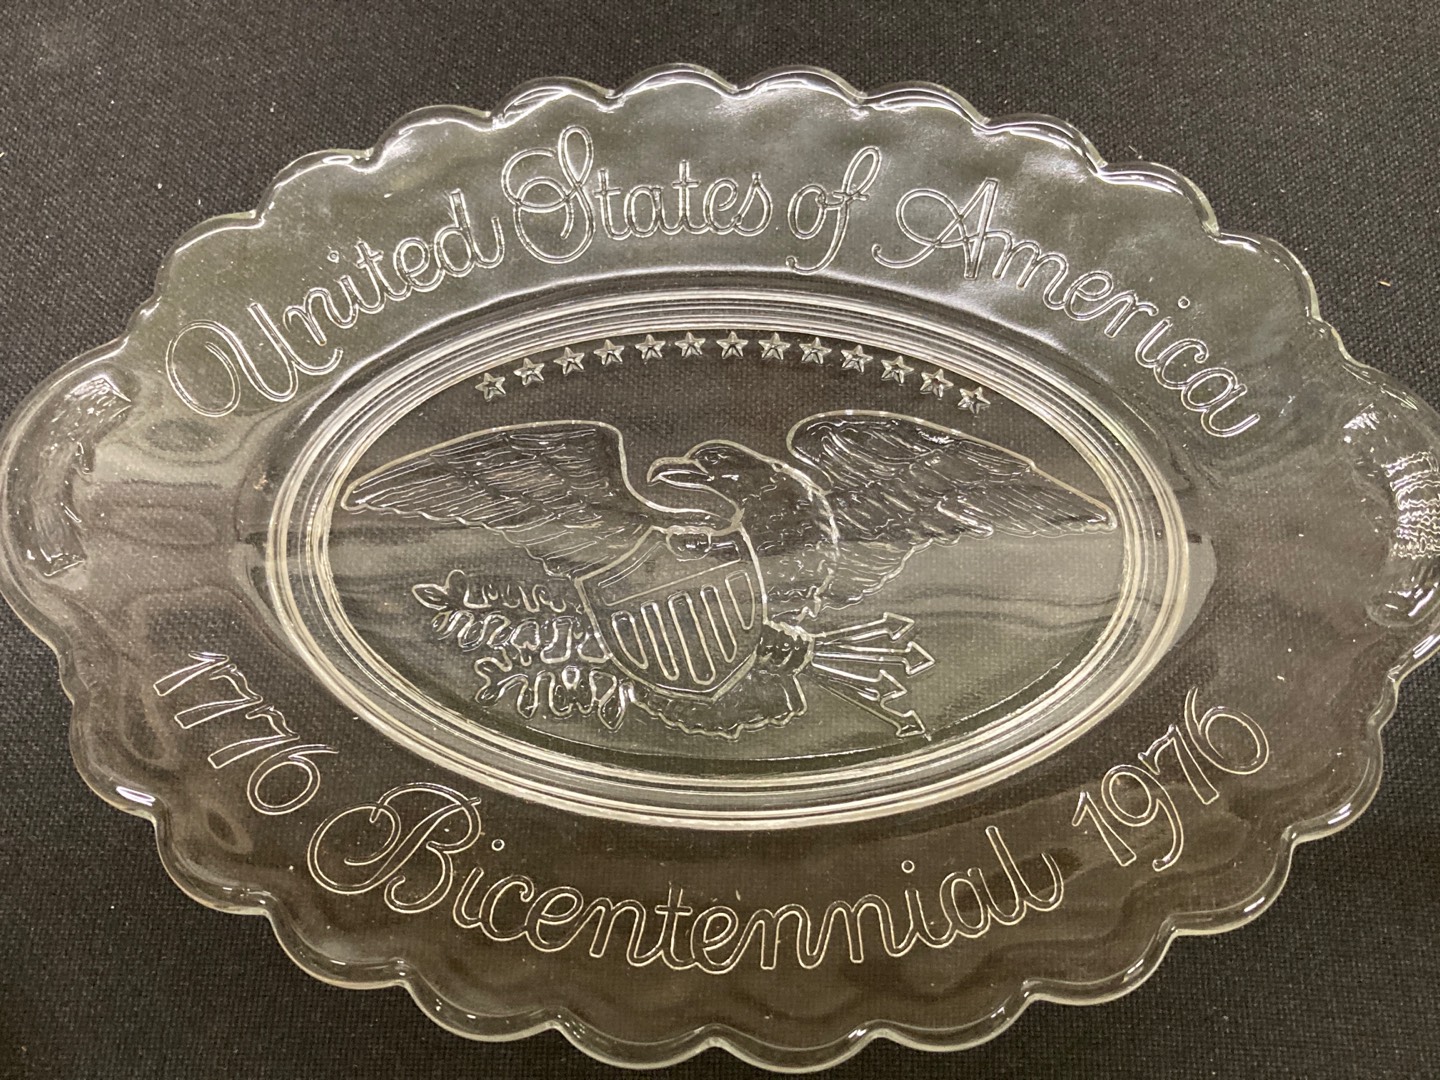 United States of America
1776 Bicentennial 1976